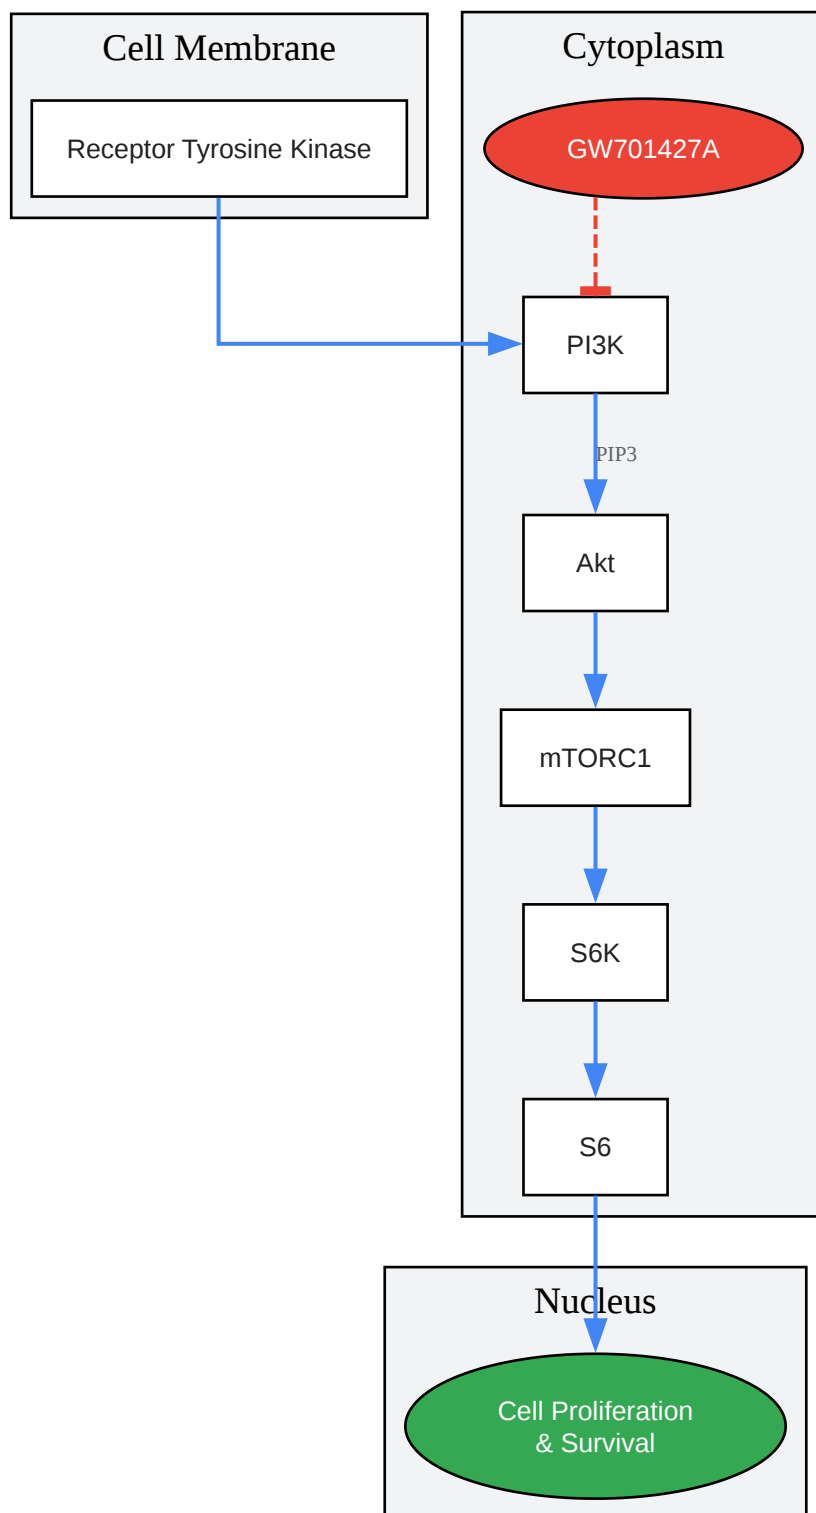 Cell Membrane
Receptor Tyrosine Kinase
Cytoplasm
GW701427A
PI3K
PIP3
Akt
mTORC1
S6K
S6
Nucleus
Cell Proliferation
& Survival